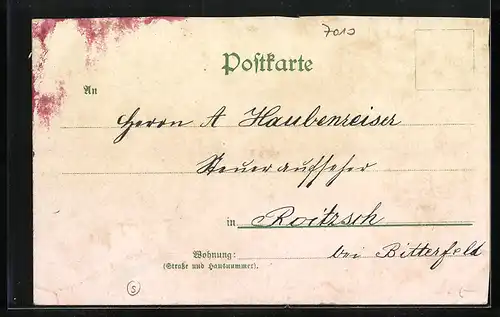 7010
Postkarte
An
Herrn A Haubenreiser
Steueraufseher
in Roitzsch
Wohnung: bei Bitterfeld
(Straße und Hausnummer).
S